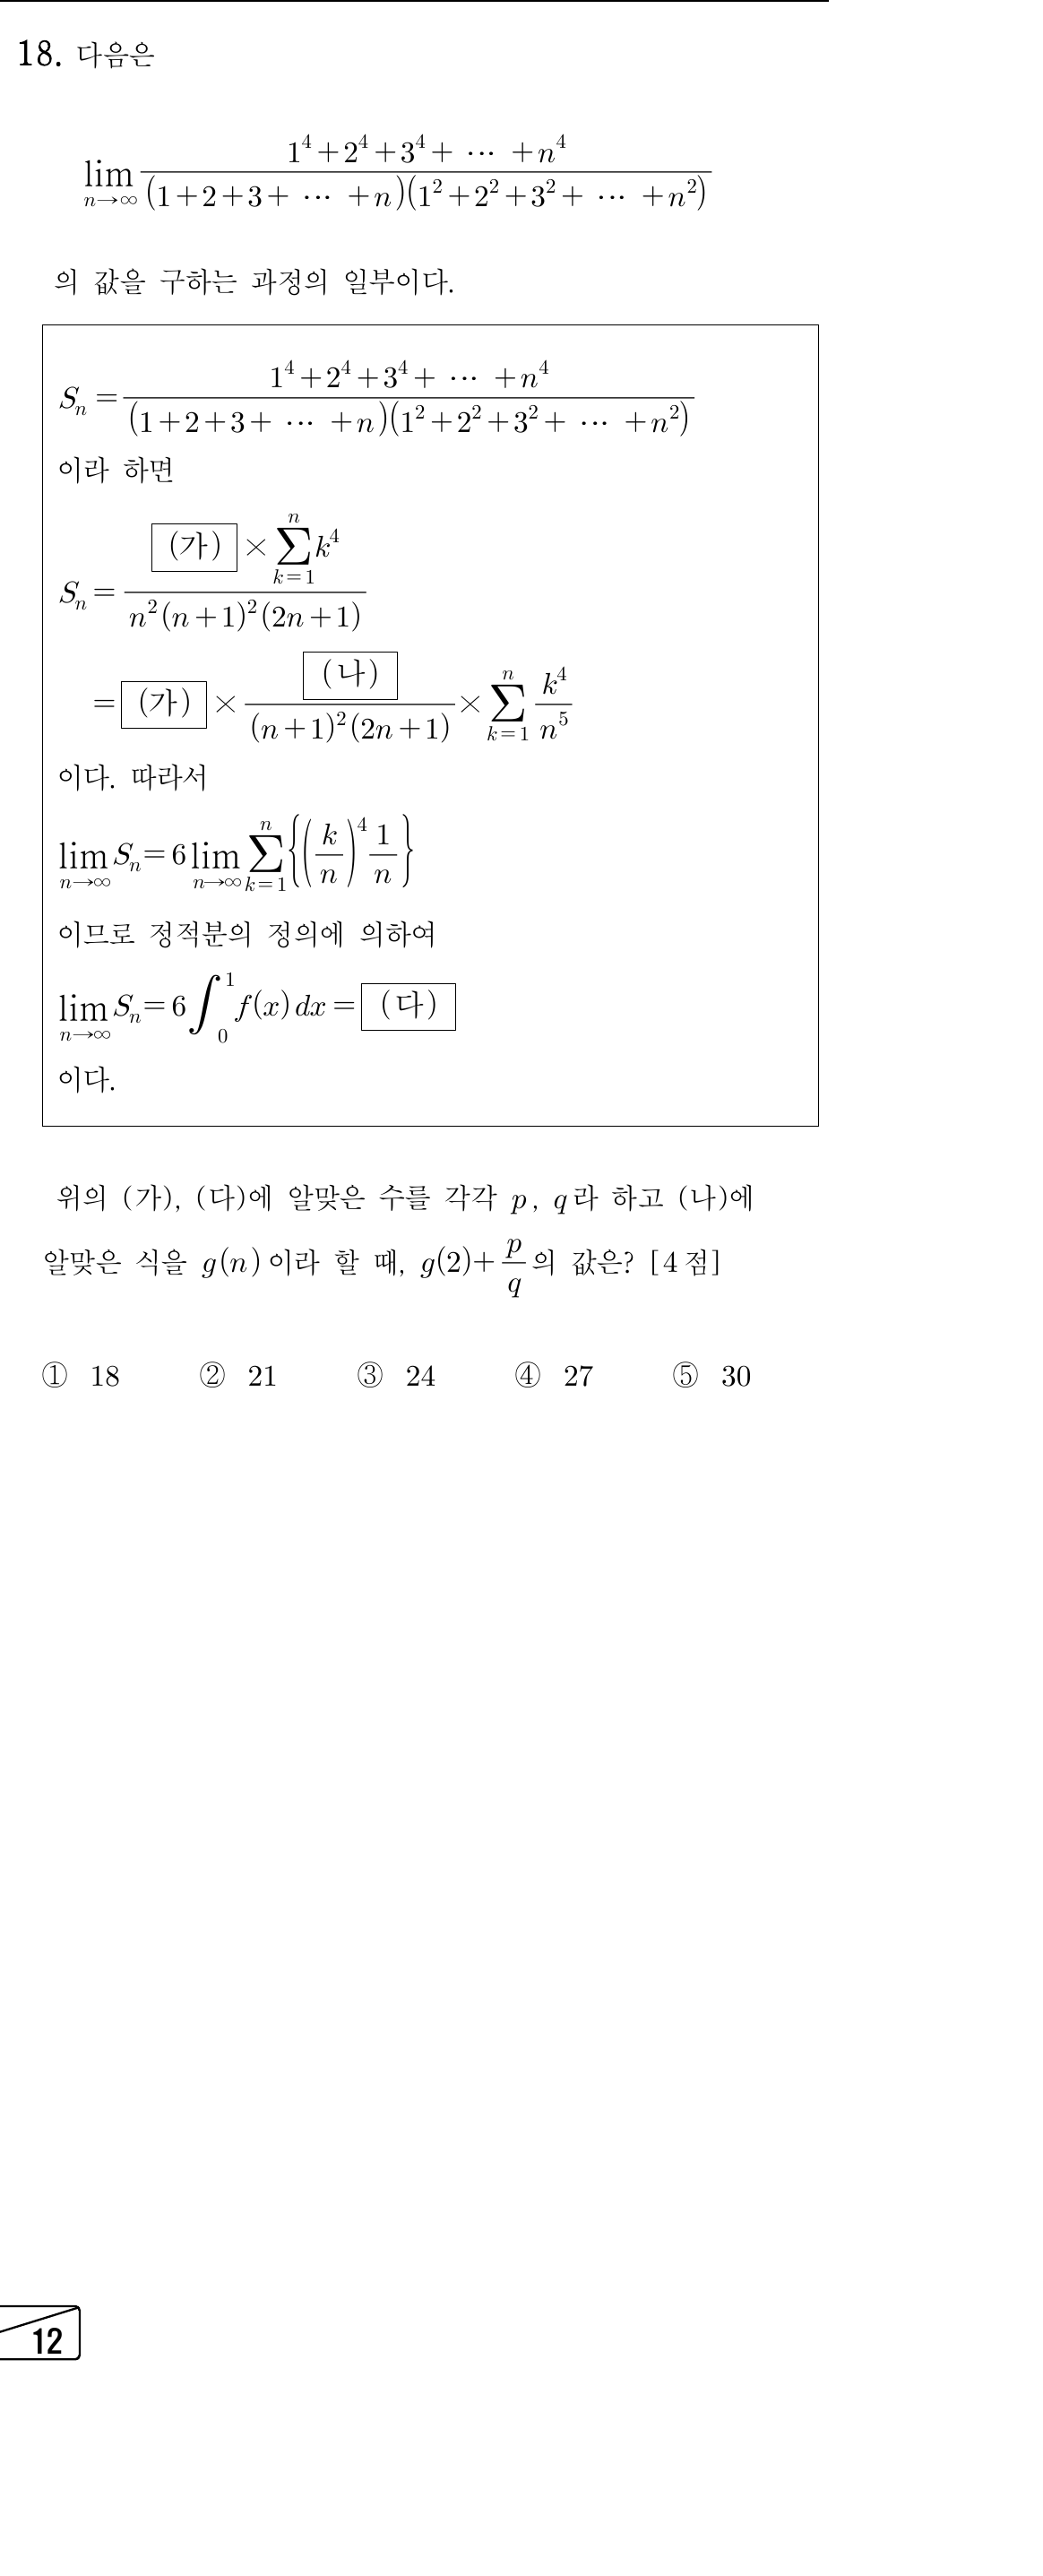 18. 다음은
$\lim_{n \to \infty} \frac{1^4+2^4+3^4+ \cdots +n^4}{(1+2+3+ \cdots +n)(1^2+2^2+3^2+ \cdots +n^2)}$
의 값을 구하는 과정의 일부이다.
$S_n = \frac{1^4+2^4+3^4+ \cdots +n^4}{(1+2+3+ \cdots +n)(1^2+2^2+3^2+ \cdots +n^2)}$
이라 하면
$S_n = \frac{\boxed{(가)} \times \sum_{k=1}^{n} k^4}{n^2(n+1)^2(2n+1)}$
$= \boxed{(가)} \times \frac{\boxed{(나)}}{(n+1)^2(2n+1)} \times \sum_{k=1}^{n} \frac{k^4}{n^5}$
이다. 따라서
$\lim_{n \to \infty} S_n = 6 \lim_{n \to \infty} \sum_{k=1}^{n} \left\{ \left( \frac{k}{n} \right)^4 \frac{1}{n} \right\}$
이므로 정적분의 정의에 의하여
$\lim_{n \to \infty} S_n = 6 \int_0^1 f(x) dx = \boxed{(다)}$
이다.
위의 (가), (다)에 알맞은 수를 각각 $p$, $q$라 하고 (나)에
알맞은 식을 $g(n)$이라 할 때, $g(2)+\frac{p}{q}$의 값은? [4점]
① 18 ② 21 ③ 24 ④ 27 ⑤ 30
12